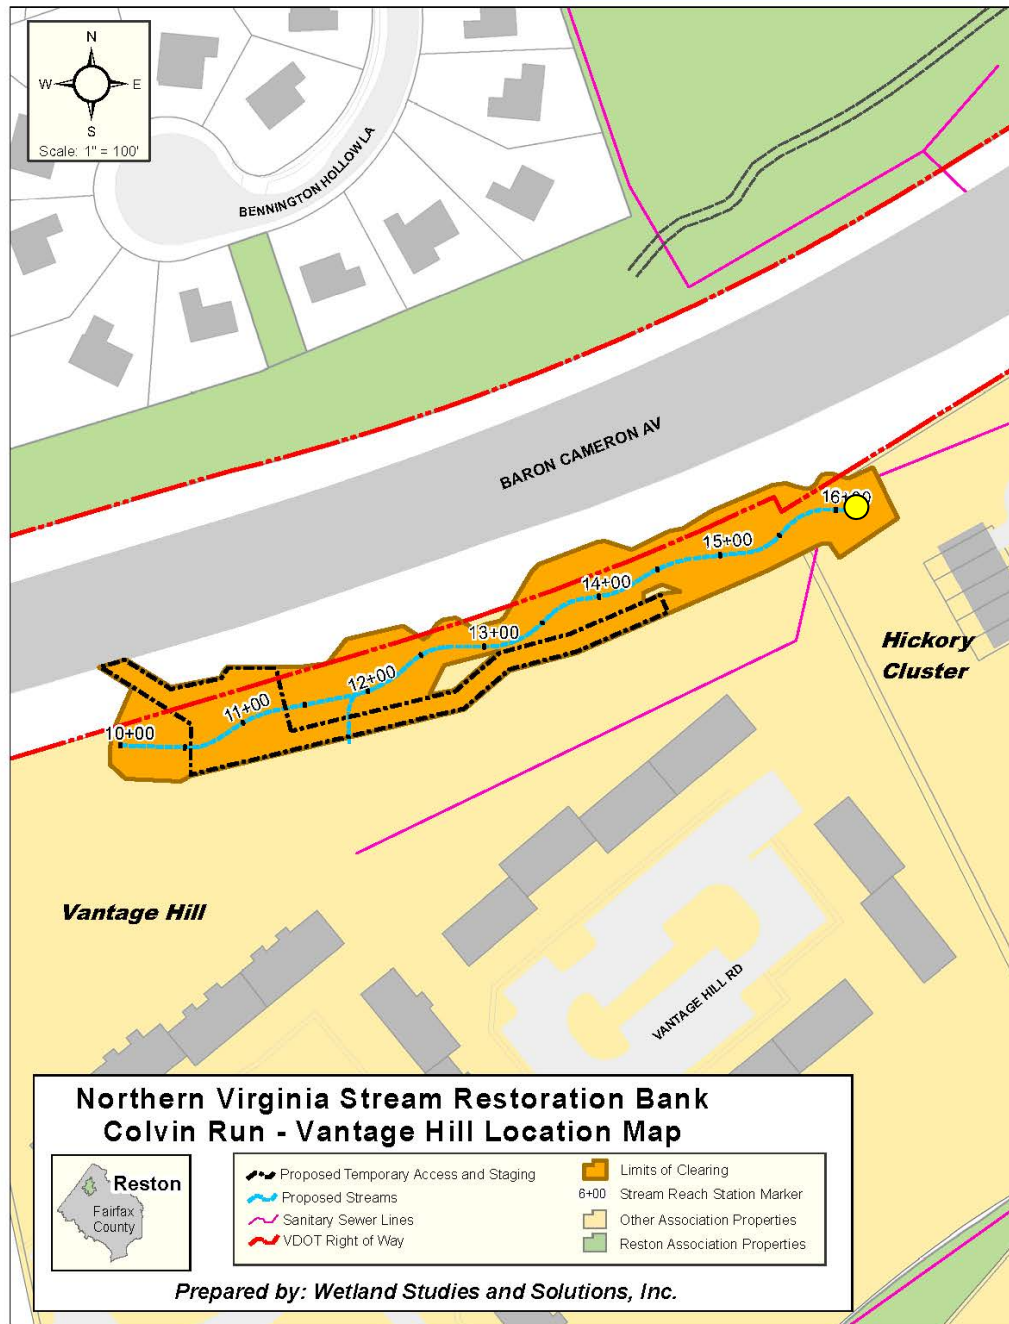 N
W E
S
Scale: 1" = 100'
BENNINGTON HOLLOW LA
BARON CAMERON AV
16+00
15+00
14+00
13+00
12+00
11+00
10+00
Hickory
Cluster
Vantage Hill
VANTAGE HILL RD
Northern Virginia Stream Restoration Bank
Colvin Run - Vantage Hill Location Map
Reston
Fairfax
County
Proposed Temporary Access and Staging
Proposed Streams
Sanitary Sewer Lines
VDOT Right of Way
Limits of Clearing
6+00 Stream Reach Station Marker
Other Association Properties
Reston Association Properties
Prepared by: Wetland Studies and Solutions, Inc.